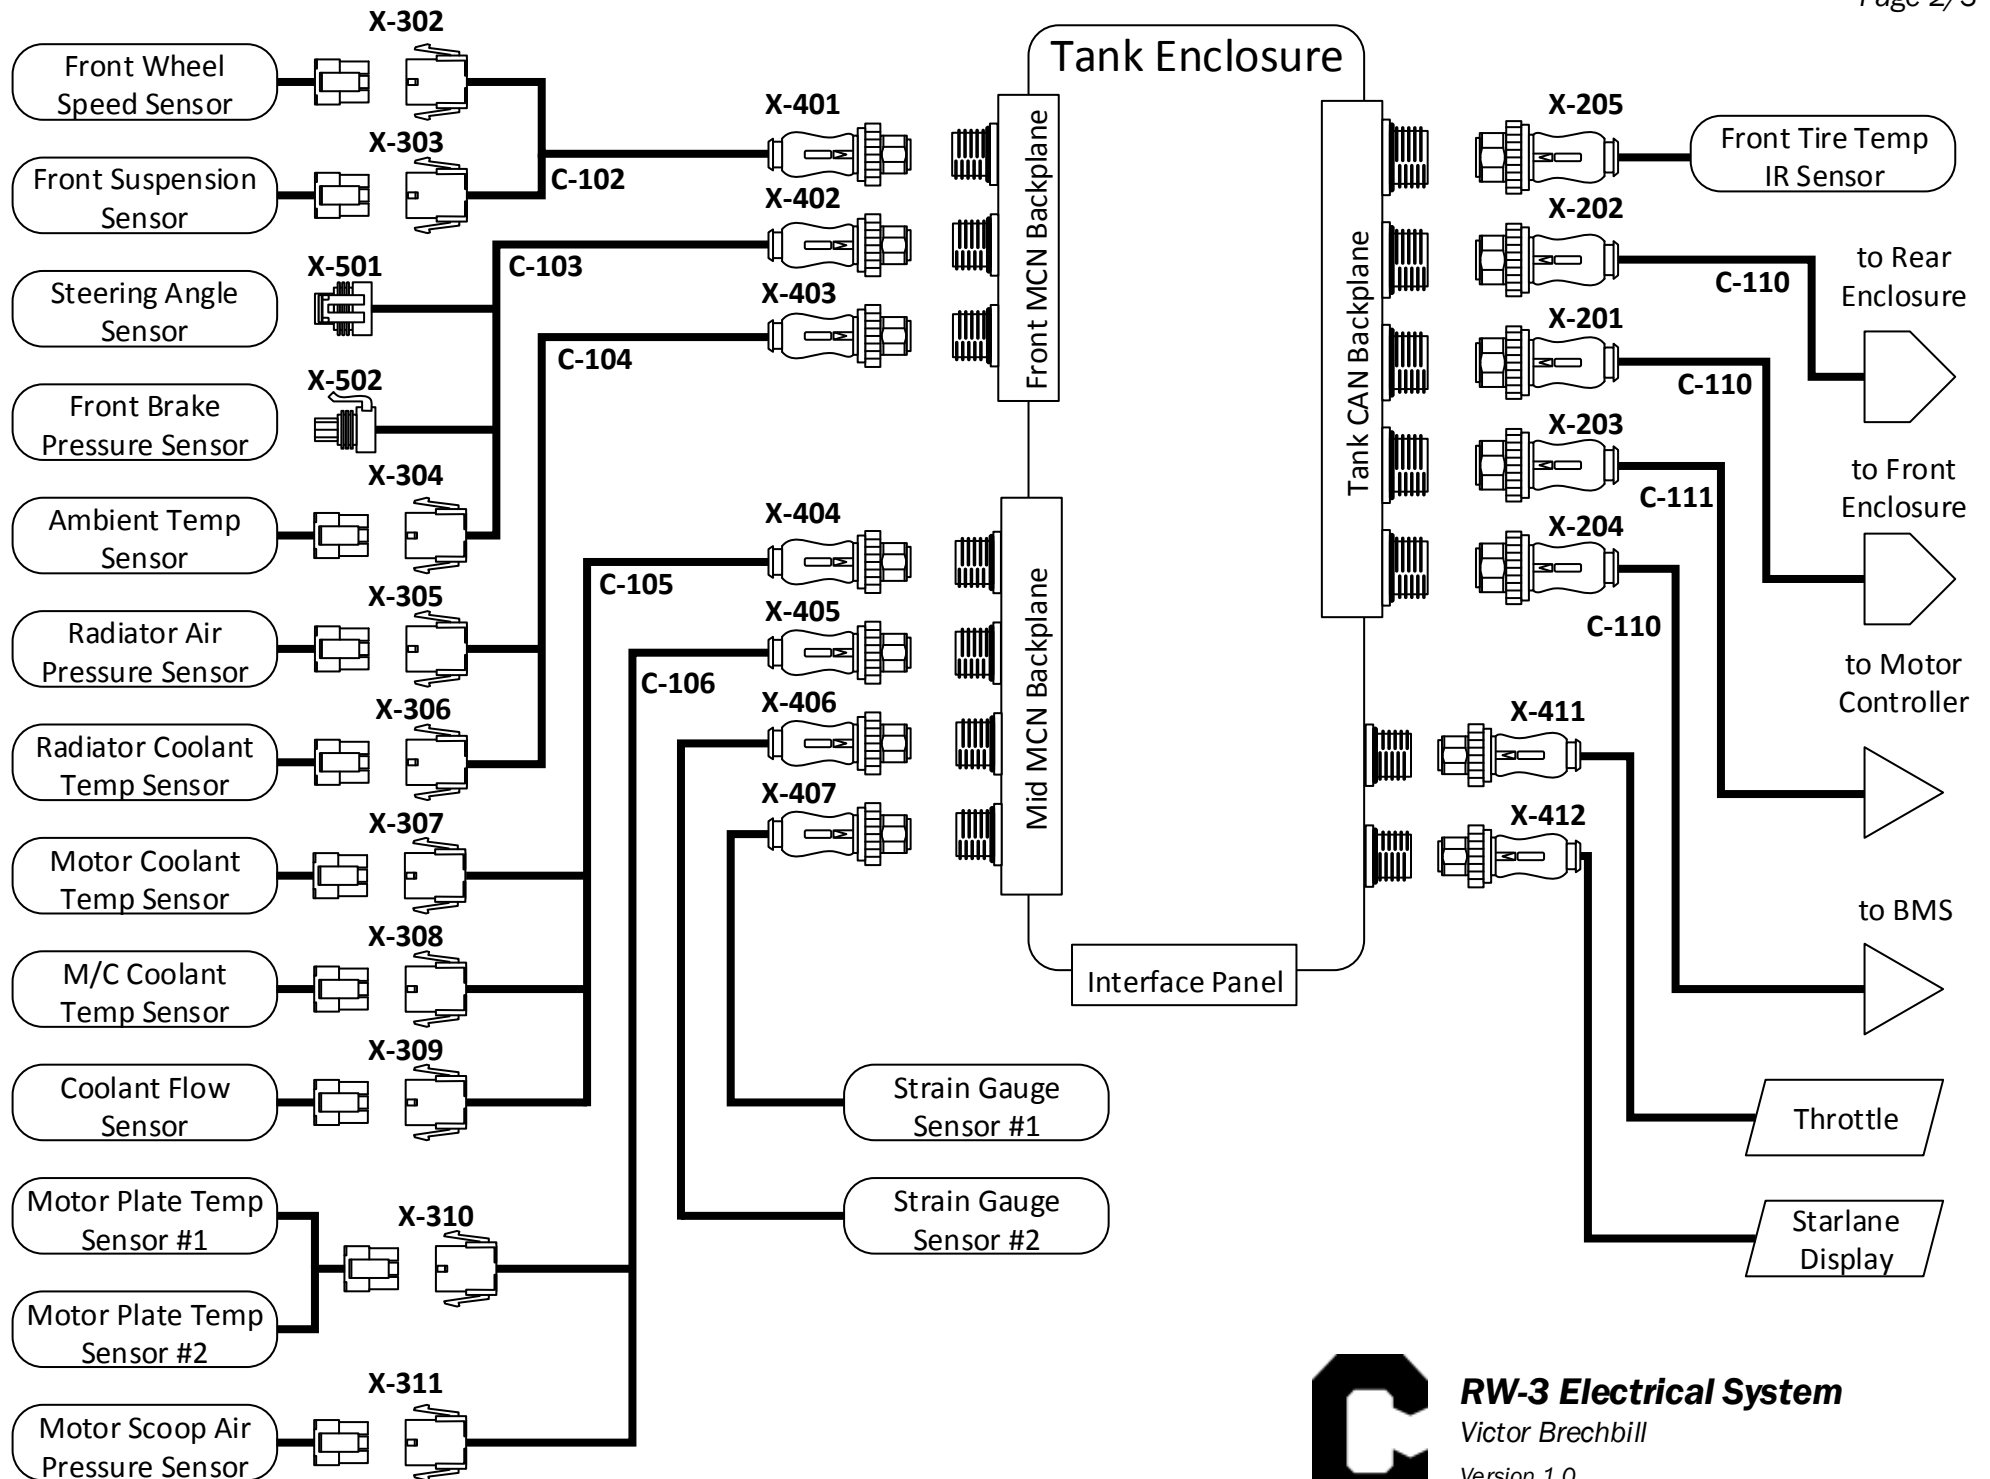 Page 2/3
X-302
Front Wheel
Speed Sensor
X-303
Front Suspension
Sensor
C-102
X-501
Steering Angle
Sensor
C-103
X-502
Front Brake
Pressure Sensor
C-104
X-304
Ambient Temp
Sensor
X-305
Radiator Air
Pressure Sensor
C-105
X-306
Radiator Coolant
Temp Sensor
C-106
X-307
Motor Coolant
Temp Sensor
X-308
M/C Coolant
Temp Sensor
X-309
Coolant Flow
Sensor
Motor Plate Temp
Sensor #1
X-310
Motor Plate Temp
Sensor #2
X-311
Motor Scoop Air
Pressure Sensor
X-401
X-402
X-403
X-404
X-405
X-406
X-407
Strain Gauge
Sensor #1
Strain Gauge
Sensor #2
Tank Enclosure
Front MCN Backplane
Mid MCN Backplane
Tank CAN Backplane
Interface Panel
X-205
Front Tire Temp
IR Sensor
X-202
C-110
to Rear
Enclosure
X-201
C-110
to Front
Enclosure
X-203
C-111
to Motor
Controller
X-204
C-110
to BMS
X-411
Throttle
X-412
Starlane
Display
RW-3 Electrical System
Victor Brechbill
Version 1.0